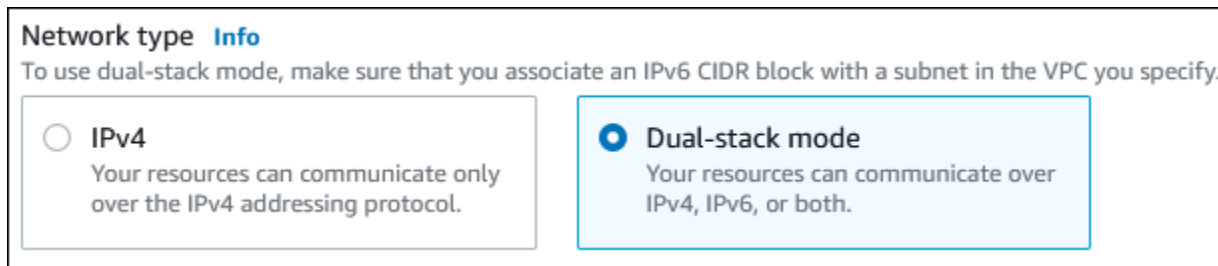 Network type Info
To use dual-stack mode, make sure that you associate an IPv6 CIDR block with a subnet in the VPC you specify.
IPv4
Your resources can communicate only
over the IPv4 addressing protocol.
Dual-stack mode
Your resources can communicate over
IPv4, IPv6, or both.